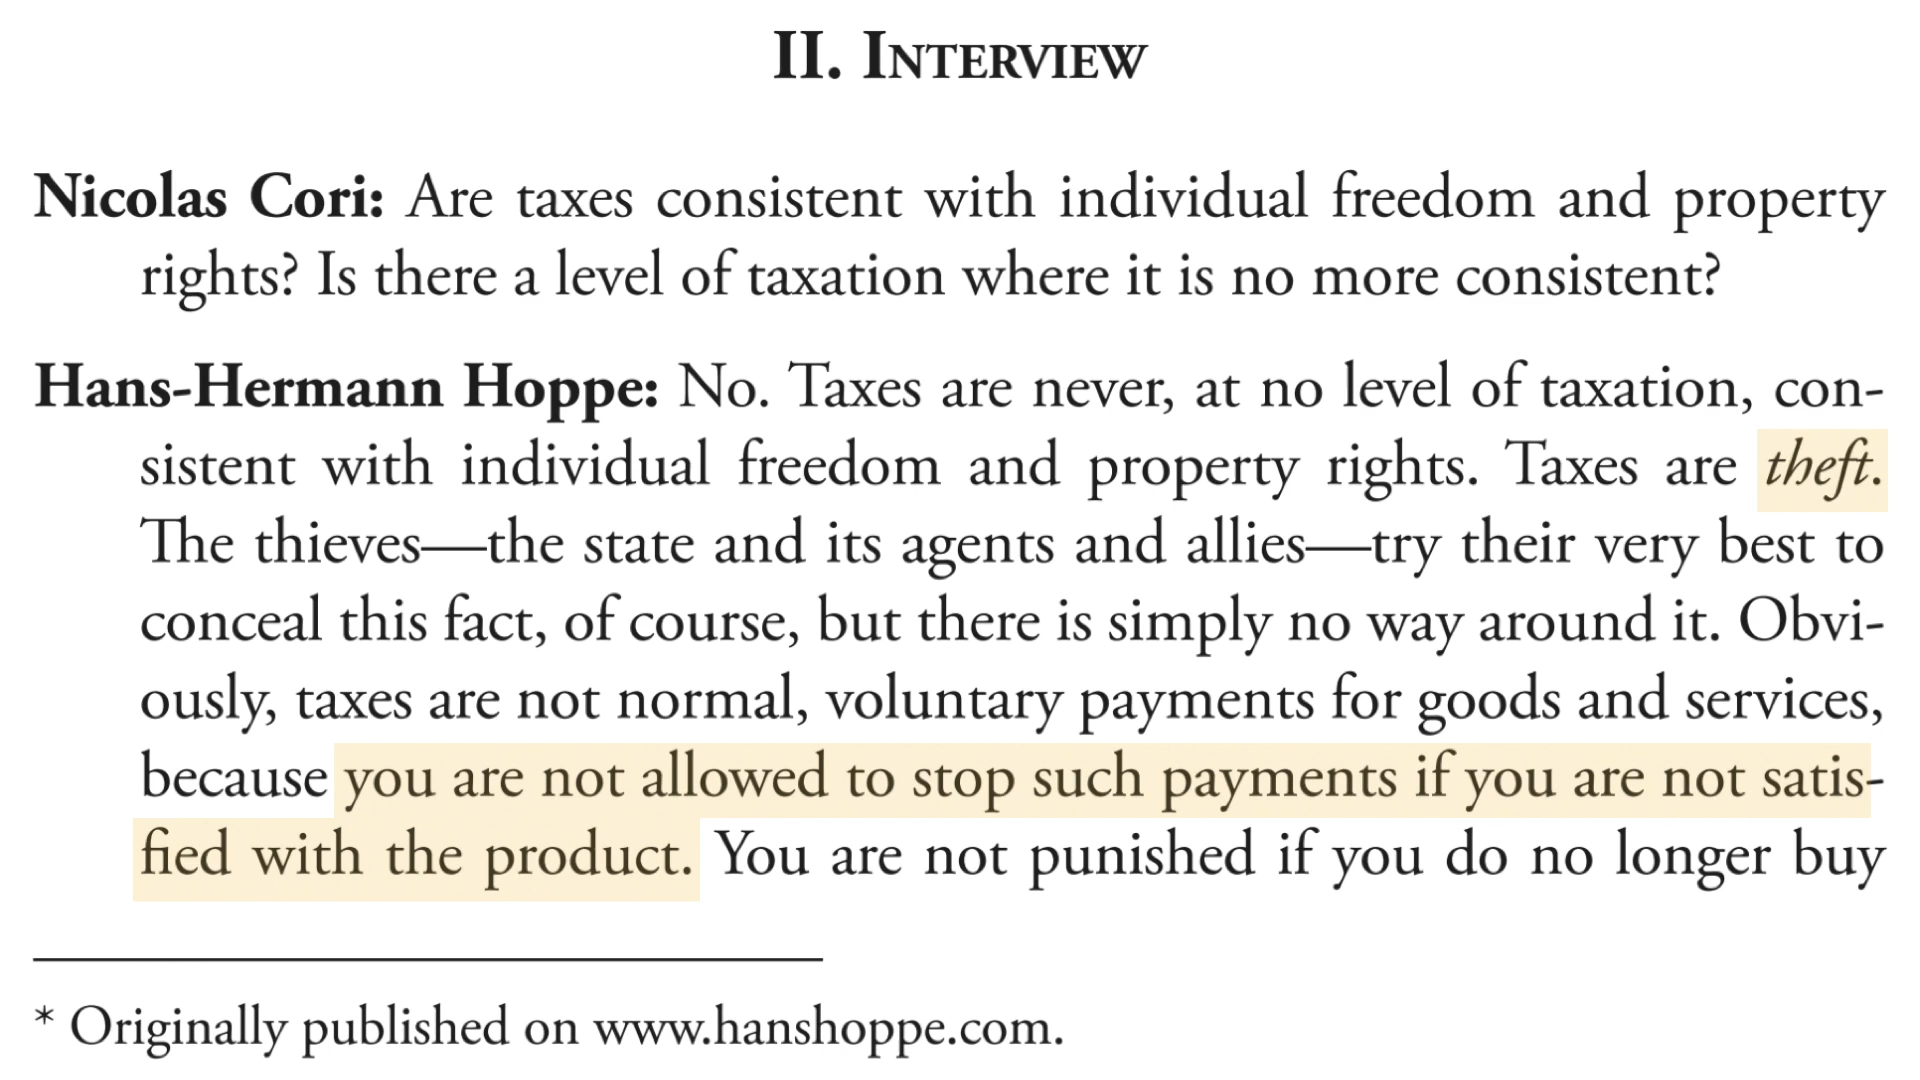 II. Interview
Nicolas Cori: Are taxes consistent with individual freedom and property
rights? Is there a level of taxation where it is no more consistent?
Hans-Hermann Hoppe: No. Taxes are never, at no level of taxation, con-
sistent with individual freedom and property rights. Taxes are theft.
The thieves—the state and its agents and allies—try their very best to
conceal this fact, of course, but there is simply no way around it. Obvi-
ously, taxes are not normal, voluntary payments for goods and services,
because you are not allowed to stop such payments if you are not satis-
fied with the product. You are not punished if you do no longer buy
* Originally published on www.hanshoppe.com.